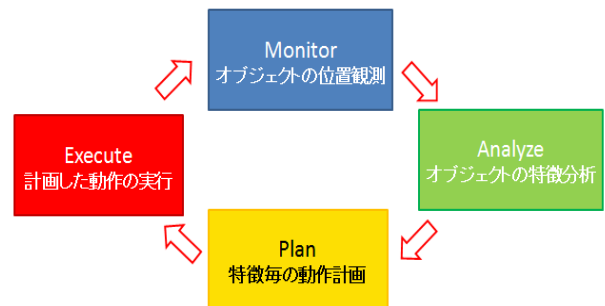 Monitor
オブジェクトの位置観測
Analyze
オブジェクトの特徴分析
Plan
特徴毎の動作計画
Execute
計画した動作の実行